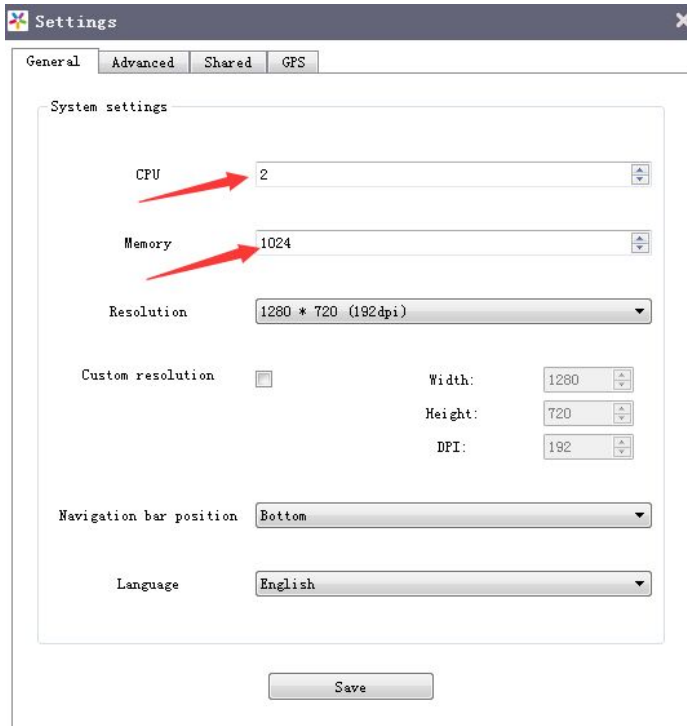 Settings
General Advanced Shared GPS
System settings
CPU 2
Memory 1024
Resolution 1280 * 720 (192dpi)
Custom resolution Width: 1280
Height: 720
DPI: 192
Navigation bar position Bottom
Language English
Save